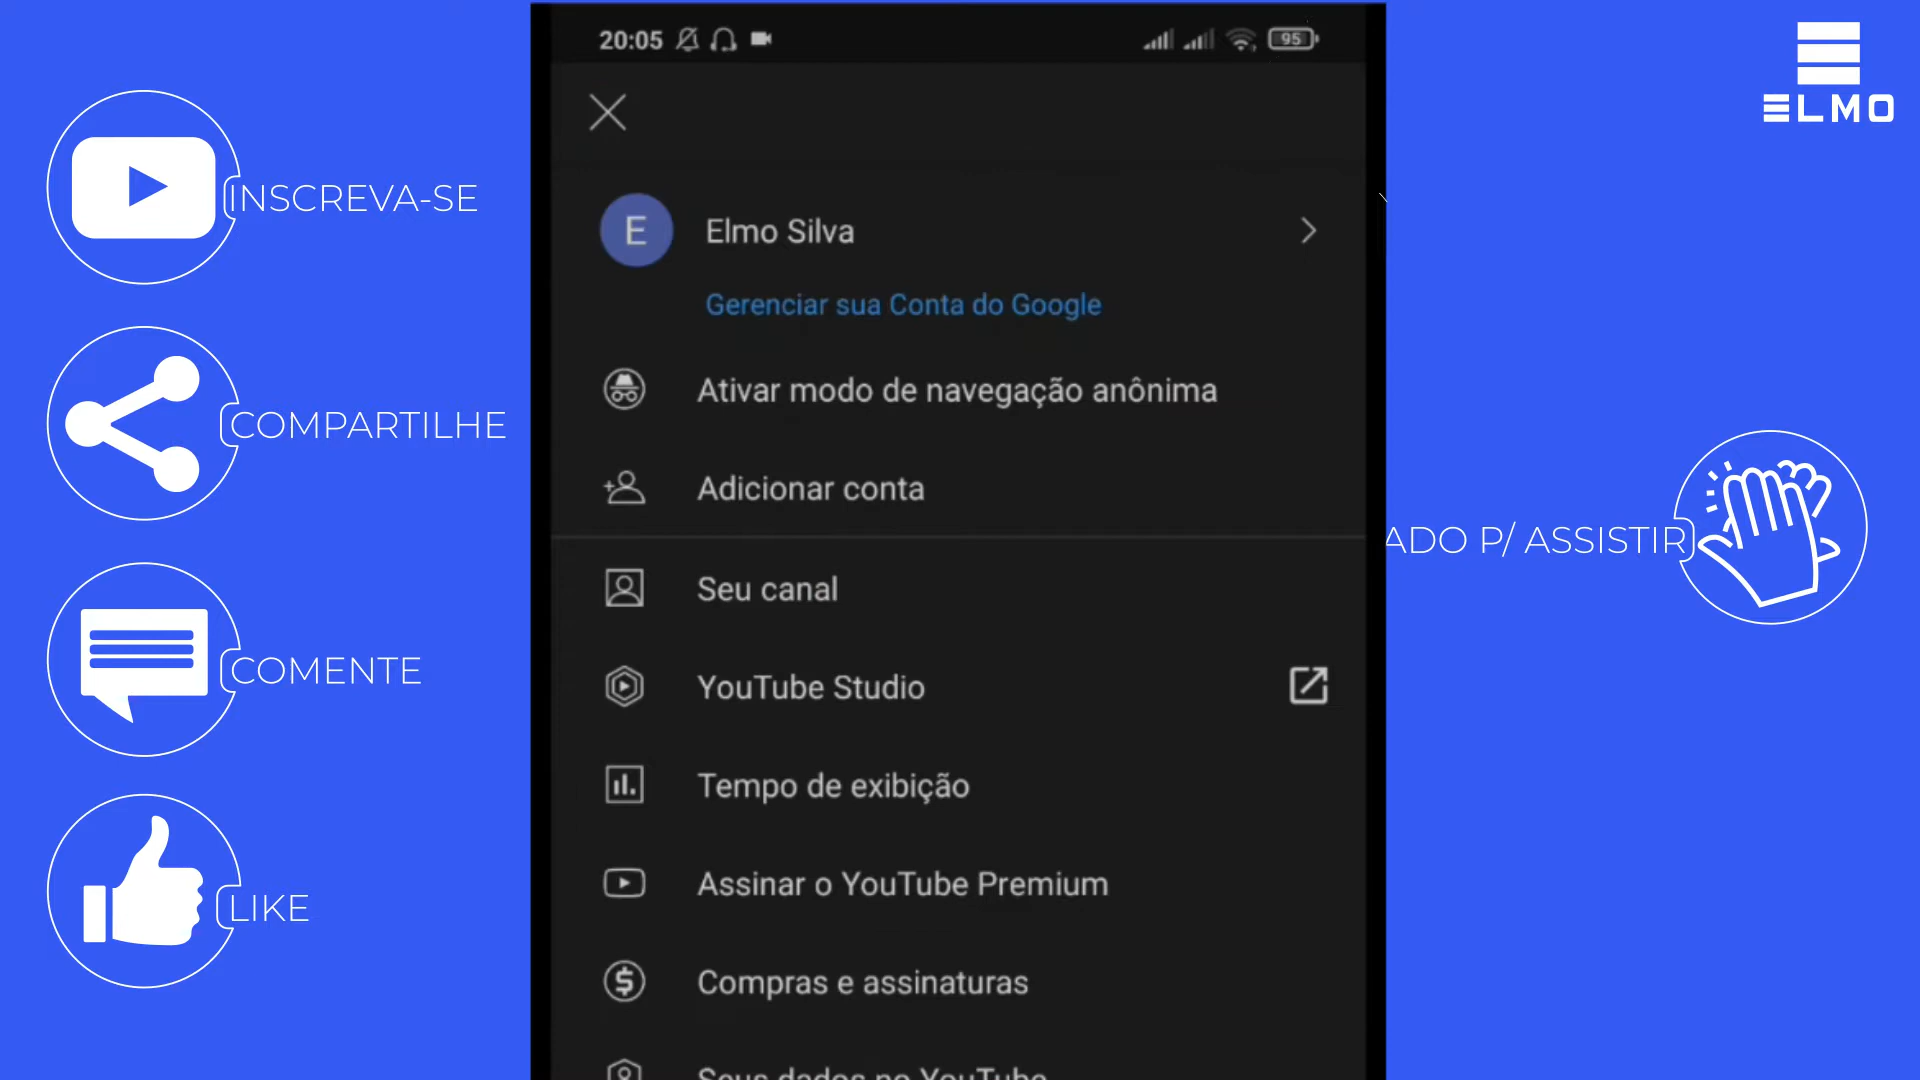 20:05
95
ELMO
INSCREVA-SE
COMPARTILHE
COMENTE
LIKE
E
Elmo Silva
Gerenciar sua Conta do Google
Ativar modo de navegação anônima
Adicionar conta
Seu canal
YouTube Studio
Tempo de exibição
Assinar o YouTube Premium
Compras e assinaturas
Seus dados no YouTube
ADO P/ ASSISTIR